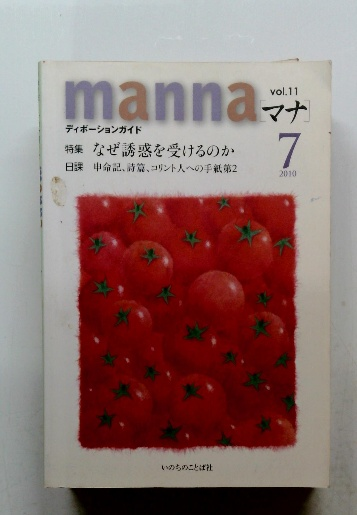 manna
vol.11
[マナ]
ディボーションガイド
特集 なぜ誘惑を受けるのか
日課 申命記、詩篇、コリント人への手紙第2
7
2010
いのちのことば社
manna